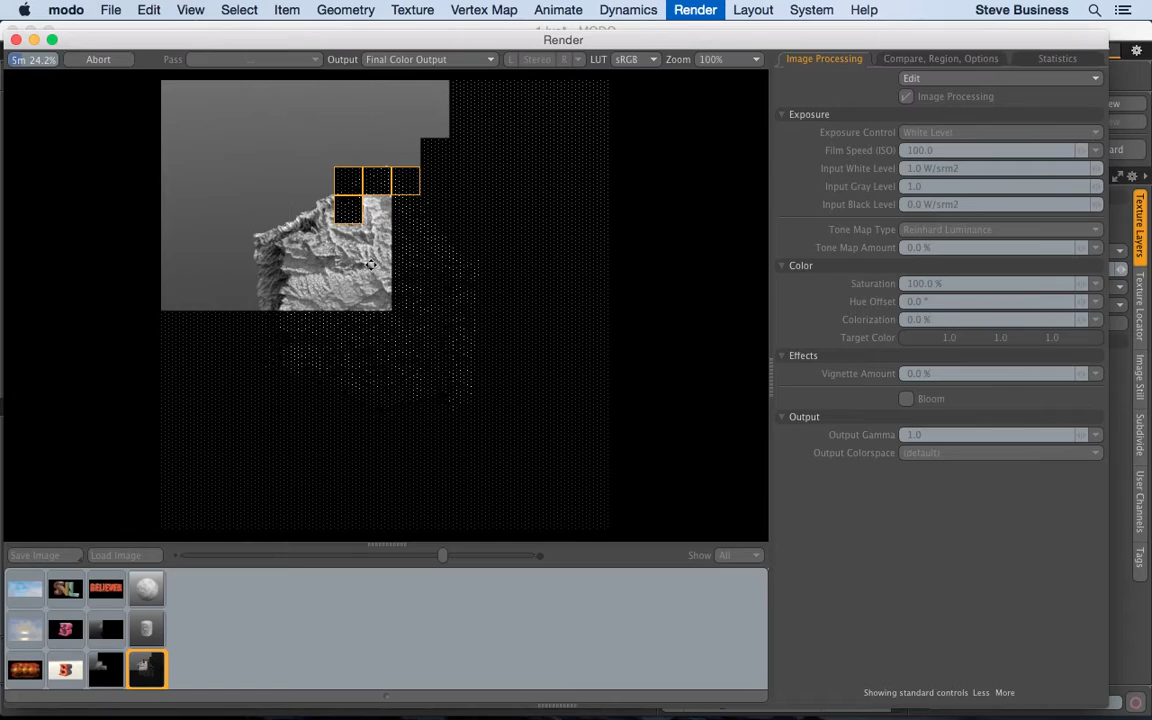 modo File Edit View Select Item Geometry Texture Vertex Map Animate Dynamics Render Layout System Help Steve Business
Render
5m 24.2% Abort Pass Output Final Color Output L Stereo R LUT sRGB Zoom 100%
Image Processing Compare, Region, Options Statistics
Edit
Image Processing
Exposure
Exposure Control White Level
Film Speed (ISO) 100.0
Input White Level 1.0 W/srm2
Input Gray Level 1.0
Input Black Level 0.0 W/srm2
Tone Map Type Reinhard Luminance
Tone Map Amount 0.0 %
Color
Saturation 100.0 %
Hue Offset 0.0 °
Colorization 0.0 %
Target Color 1.0 1.0 1.0
Effects
Vignette Amount 0.0 %
Bloom
Output
Output Gamma 1.0
Output Colorspace (default)
Texture Layers
Texture Locator
Image Still
Subdivide
User Channels
Tags
Save Image Load Image Show All
BELIEVER
Showing standard controls Less More